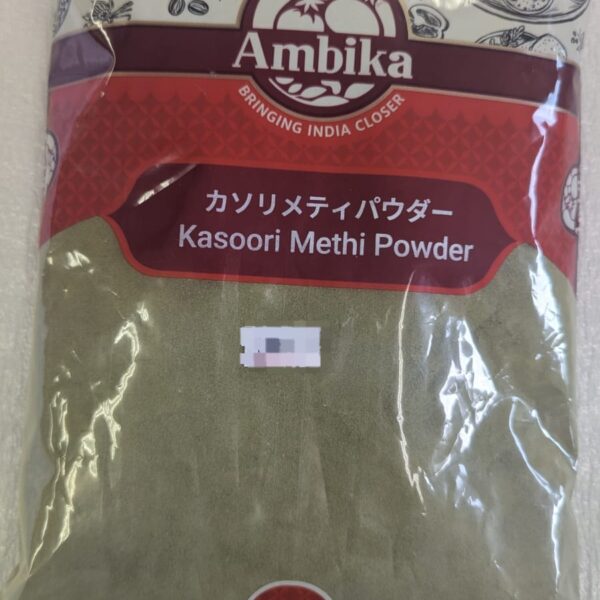 Ambika
BRINGING INDIA CLOSER
カソリメティパウダー
Kasoori Methi Powder